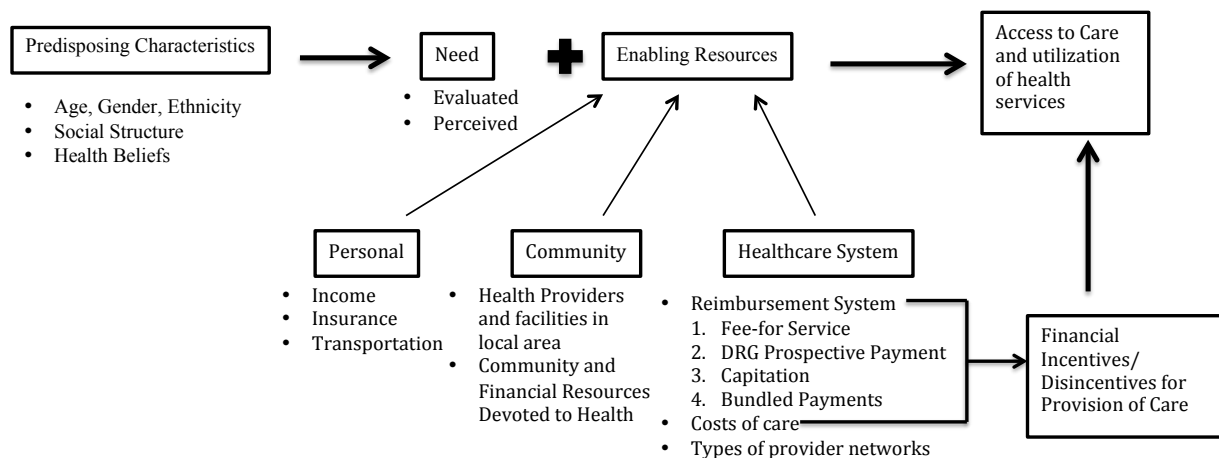 Predisposing Characteristics
• Age, Gender, Ethnicity
• Social Structure
• Health Beliefs
Need
• Evaluated
• Perceived
Enabling Resources
Access to Care
and utilization
of health
services
Personal
• Income
• Insurance
• Transportation
Community
• Health Providers
and facilities in
local area
• Community and
Financial Resources
Devoted to Health
Healthcare System
• Reimbursement System
1. Fee-for Service
2. DRG Prospective Payment
3. Capitation
4. Bundled Payments
• Costs of care
• Types of provider networks
Financial
Incentives/
Disincentives for
Provision of Care